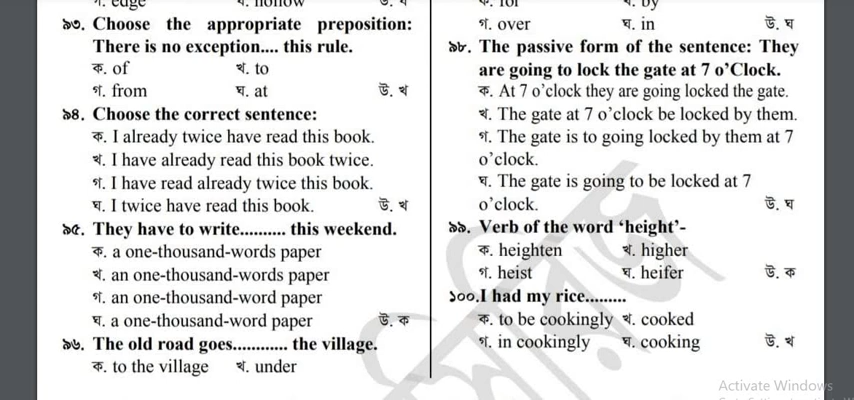 গ. edge ঘ. hollow উ. ঘ
৯৩. Choose the appropriate preposition:
There is no exception.... this rule.
ক. of খ. to
গ. from ঘ. at উ. খ
৯৪. Choose the correct sentence:
ক. I already twice have read this book.
খ. I have already read this book twice.
গ. I have read already twice this book.
ঘ. I twice have read this book. উ. খ
৯৫. They have to write.......... this weekend.
ক. a one-thousand-words paper
খ. an one-thousand-words paper
গ. an one-thousand-word paper
ঘ. a one-thousand-word paper উ. ক
৯৬. The old road goes............ the village.
ক. to the village খ. under
ক. for খ. by
গ. over ঘ. in উ. ঘ
৯৮. The passive form of the sentence: They
are going to lock the gate at 7 o’Clock.
ক. At 7 o’clock they are going locked the gate.
খ. The gate at 7 o’clock be locked by them.
গ. The gate is to going locked by them at 7
o’clock.
ঘ. The gate is going to be locked at 7
o’clock. উ. ঘ
৯৯. Verb of the word ‘height’-
ক. heighten খ. higher
গ. heist ঘ. heifer উ. ক
১০০.I had my rice.........
ক. to be cookingly খ. cooked
গ. in cookingly ঘ. cooking উ. খ
Activate Windows